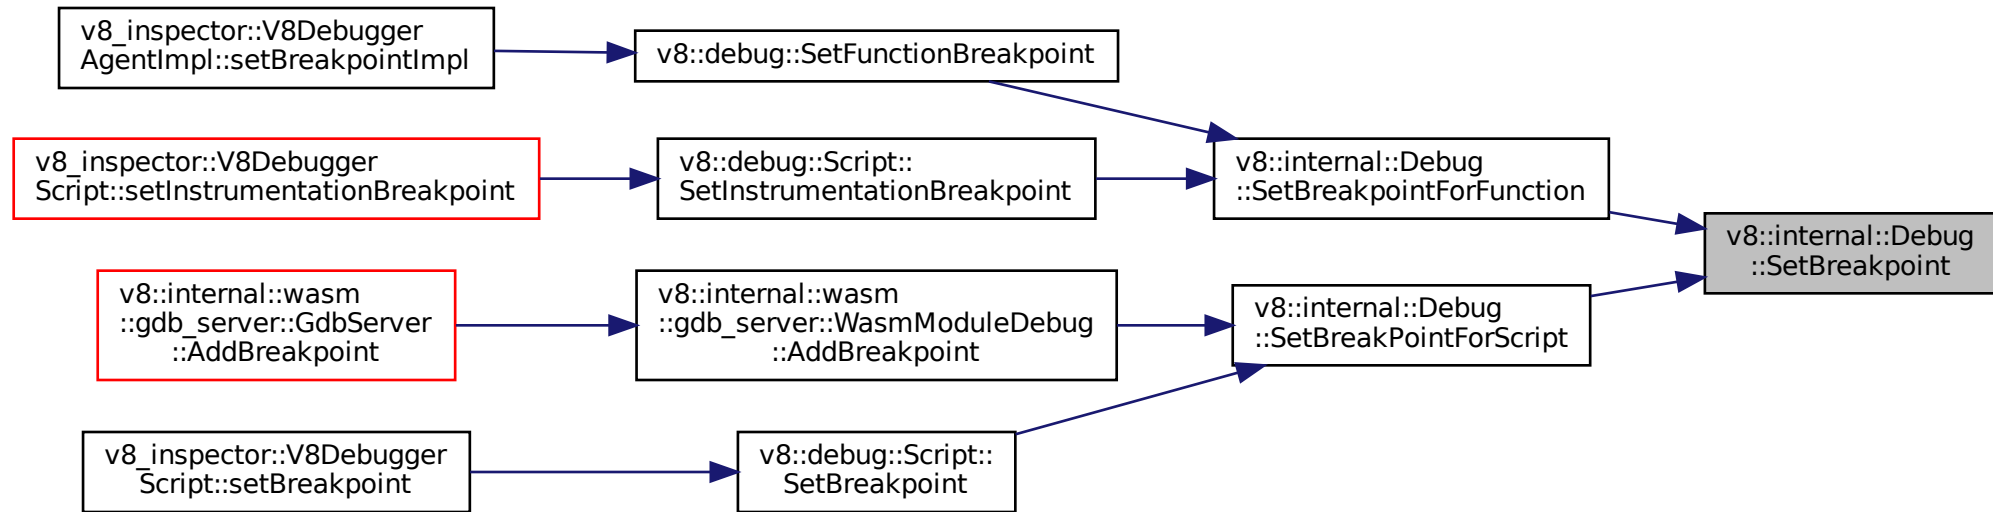 v8_inspector::V8Debugger
AgentImpl::setBreakpointImpl
v8::debug::SetFunctionBreakpoint
v8_inspector::V8Debugger
Script::setInstrumentationBreakpoint
v8::debug::Script::
SetInstrumentationBreakpoint
v8::internal::Debug
::SetBreakpointForFunction
v8::internal::Debug
::SetBreakpoint
v8::internal::wasm
::gdb_server::GdbServer
::AddBreakpoint
v8::internal::wasm
::gdb_server::WasmModuleDebug
::AddBreakpoint
v8::internal::Debug
::SetBreakPointForScript
v8_inspector::V8Debugger
Script::setBreakpoint
v8::debug::Script::
SetBreakpoint